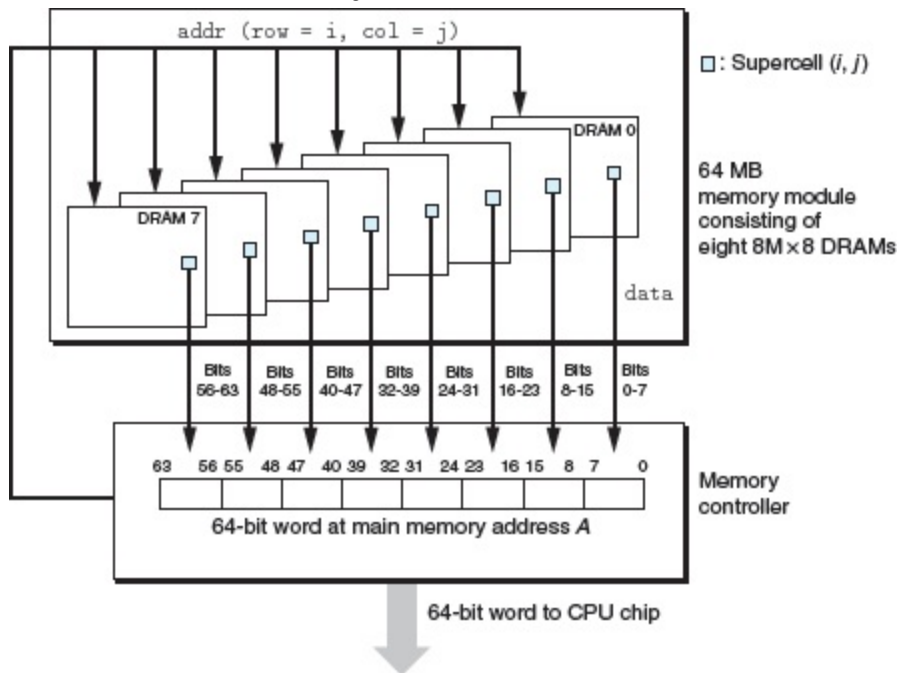 addr (row = i, col = j)
: Supercell (i, j)
DRAM 0
64 MB
memory module
consisting of
eight 8M×8 DRAMs
DRAM 7
data
Bits
56-63
Bits
48-55
Bits
40-47
Bits
32-39
Bits
24-31
Bits
16-23
Bits
8-15
Bits
0-7
63 56 55 48 47 40 39 32 31 24 23 16 15 8 7 0
Memory
controller
64-bit word at main memory address A
64-bit word to CPU chip